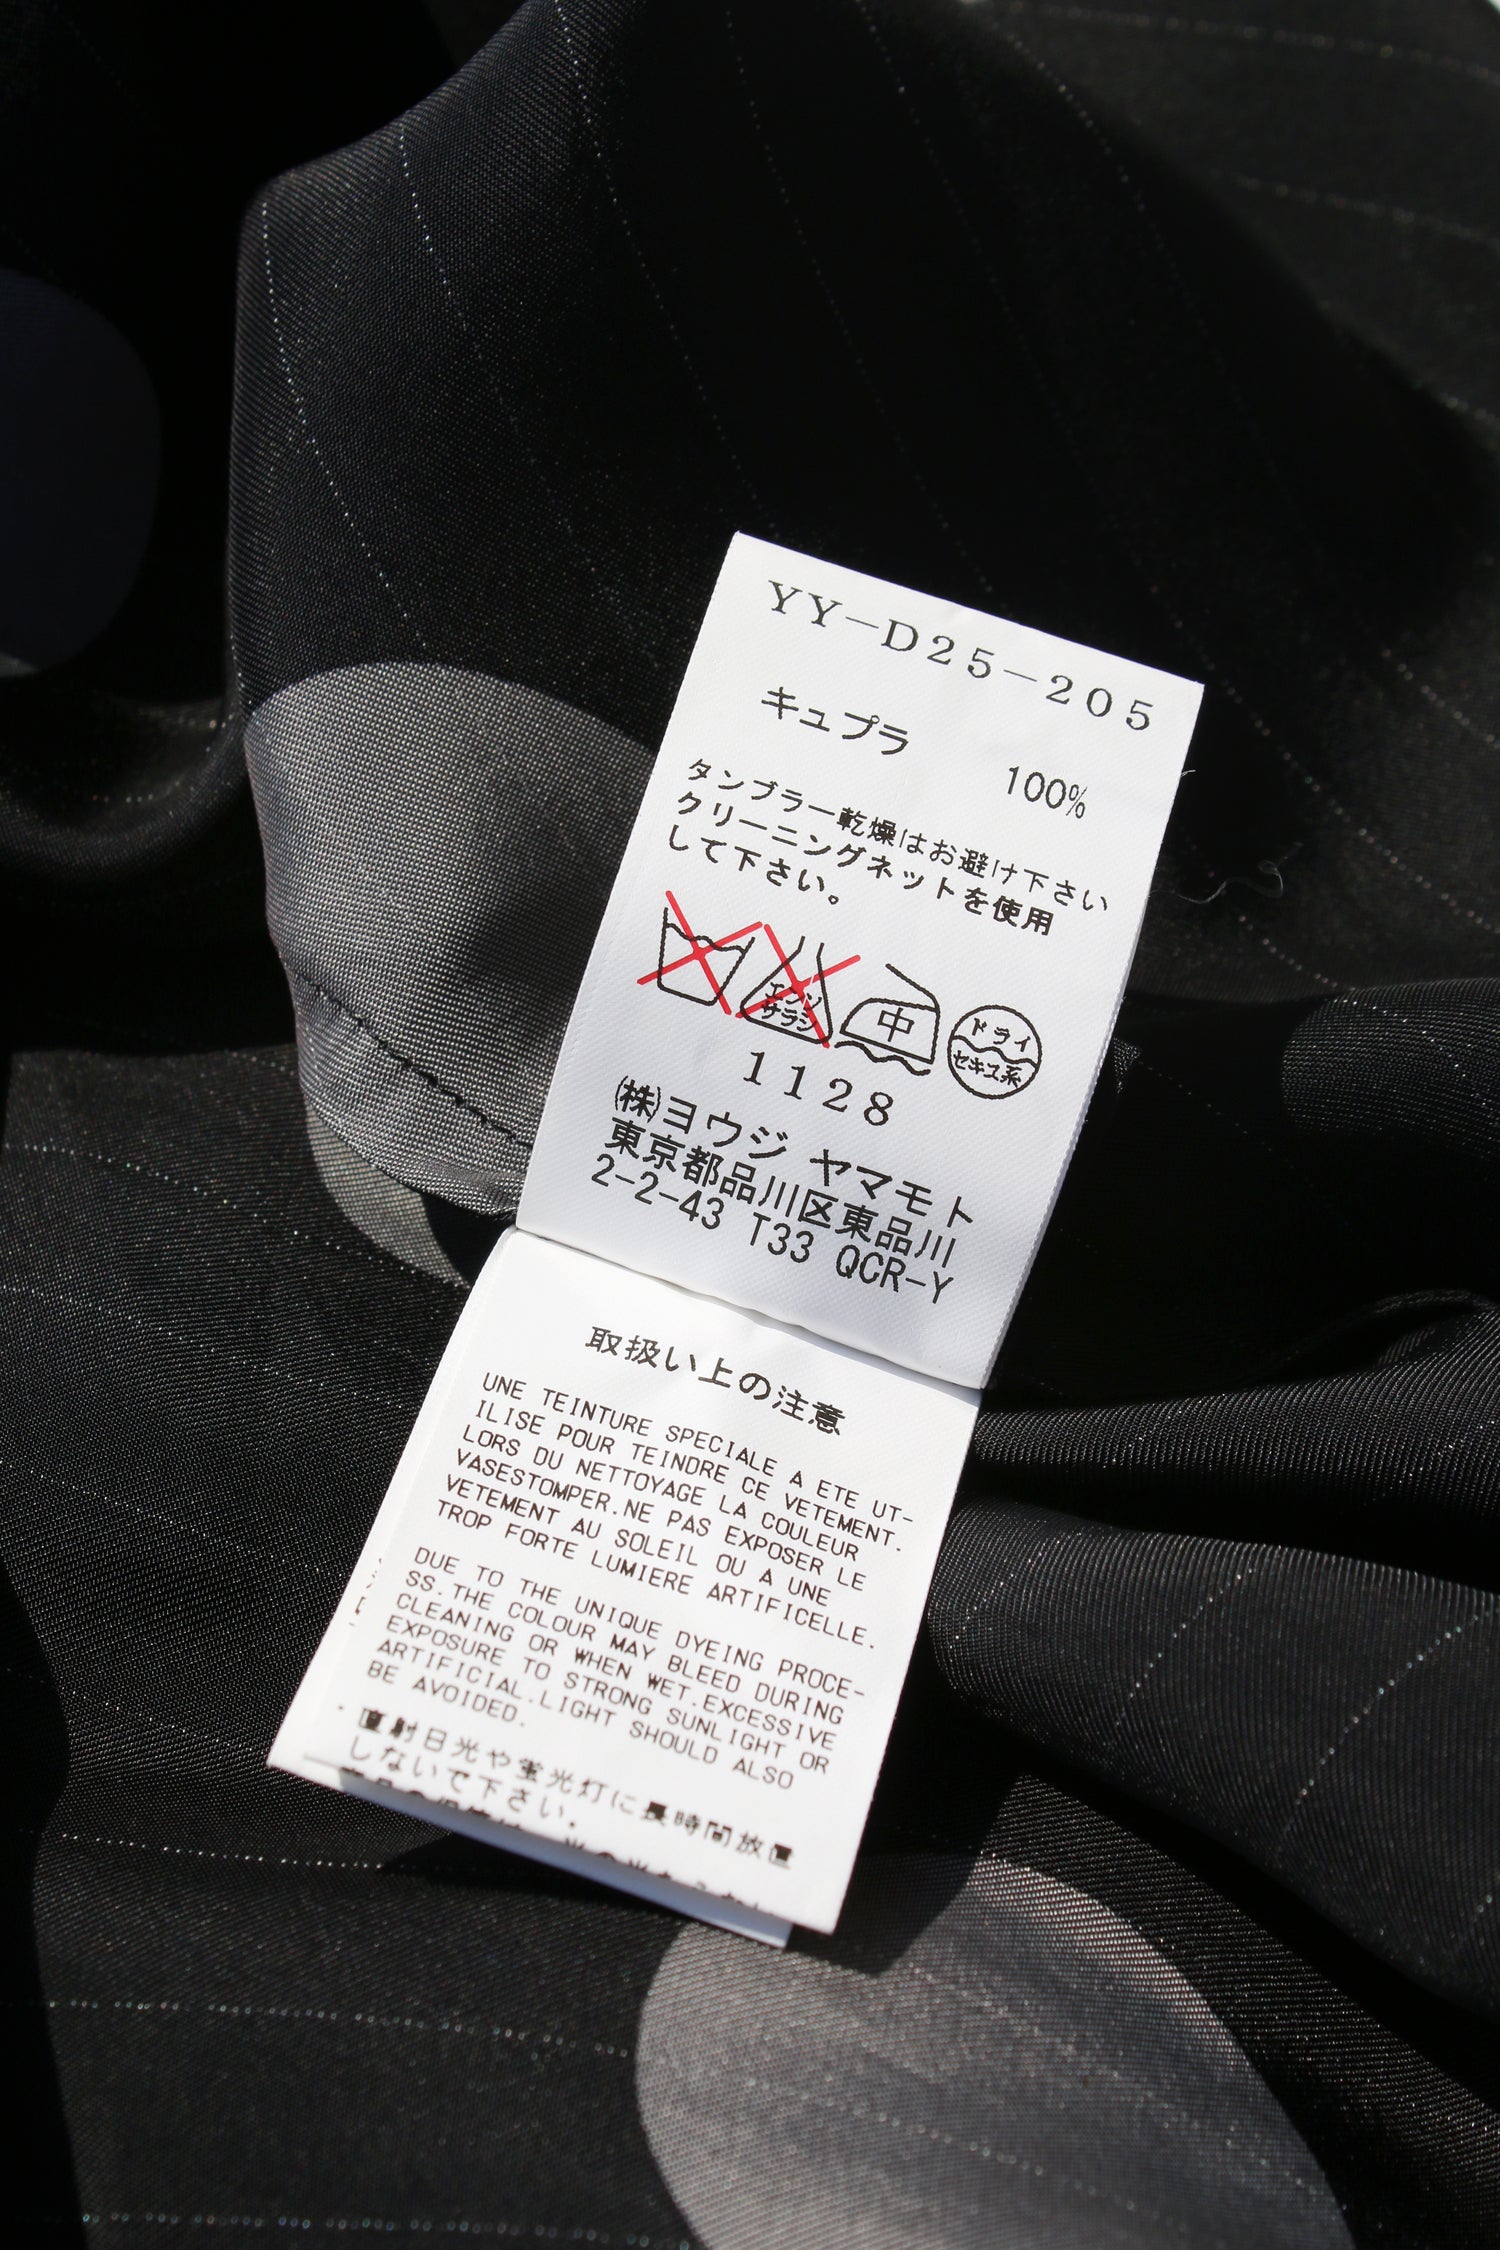 YY-D25-205
キュプラ
100%
タンブラー乾燥はお避け下さい
クリーニングネットを使用
して下さい。
エンソ
サラシ
中
ドライ
セキユ系
1128
(株)ヨウジ ヤマモト
東京都品川区東品川
2-2-43 T33 QCR-Y
取扱い上の注意
UNE TEINTURE SPECIALE A ETE UT-
ILISE POUR TEINDRE CE VETEMENT.
LORS DU NETTOYAGE LA COULEUR
VASESTOMPER.NE PAS EXPOSER LE
VETEMENT AU SOLEIL OU A UNE
TROP FORTE LUMIERE ARTIFICELLE.
DUE TO THE UNIQUE DYEING PROCE-
SS.THE COLOUR MAY BLEED DURING
CLEANING OR WHEN WET.EXCESSIVE
EXPOSURE TO STRONG SUNLIGHT OR
ARTIFICIAL.LIGHT SHOULD ALSO
BE AVOIDED.
・直射日光や蛍光灯に長時間放置
しないで下さい。